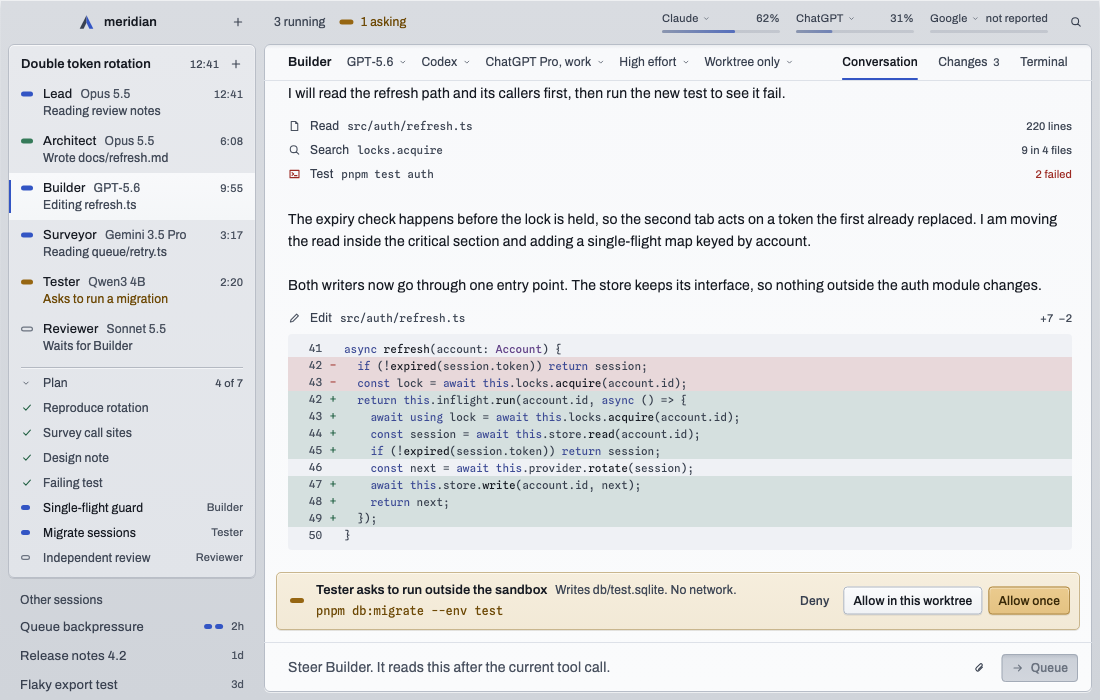 meridian +
3 running 1 asking
Claude 62% ChatGPT 31% Google not reported
Double token rotation 12:41 +
Lead Opus 5.5 12:41
Reading review notes
Architect Opus 5.5 6:08
Wrote docs/refresh.md
Builder GPT-5.6 9:55
Editing refresh.ts
Surveyor Gemini 3.5 Pro 3:17
Reading queue/retry.ts
Tester Qwen3 4B 2:20
Asks to run a migration
Reviewer Sonnet 5.5
Waits for Builder
Plan 4 of 7
Reproduce rotation
Survey call sites
Design note
Failing test
Single-flight guard Builder
Migrate sessions Tester
Independent review Reviewer
Other sessions
Queue backpressure 2h
Release notes 4.2 1d
Flaky export test 3d
Builder GPT-5.6 Codex ChatGPT Pro, work High effort Worktree only
Conversation Changes 3 Terminal
I will read the refresh path and its callers first, then run the new test to see it fail.
Read src/auth/refresh.ts 220 lines
Search locks.acquire 9 in 4 files
Test pnpm test auth 2 failed
The expiry check happens before the lock is held, so the second tab acts on a token the first already replaced. I am moving
the read inside the critical section and adding a single-flight map keyed by account.
Both writers now go through one entry point. The store keeps its interface, so nothing outside the auth module changes.
Edit src/auth/refresh.ts +7 −2
41 async refresh(account: Account) {
42 − if (!expired(session.token)) return session;
43 − const lock = await this.locks.acquire(account.id);
42 + return this.inflight.run(account.id, async () => {
43 + await using lock = await this.locks.acquire(account.id);
44 + const session = await this.store.read(account.id);
45 + if (!expired(session.token)) return session;
46 const next = await this.provider.rotate(session);
47 + await this.store.write(account.id, next);
48 + return next;
49 + });
50 }
Tester asks to run outside the sandbox Writes db/test.sqlite. No network.
pnpm db:migrate --env test
Deny Allow in this worktree Allow once
Steer Builder. It reads this after the current tool call.
→ Queue